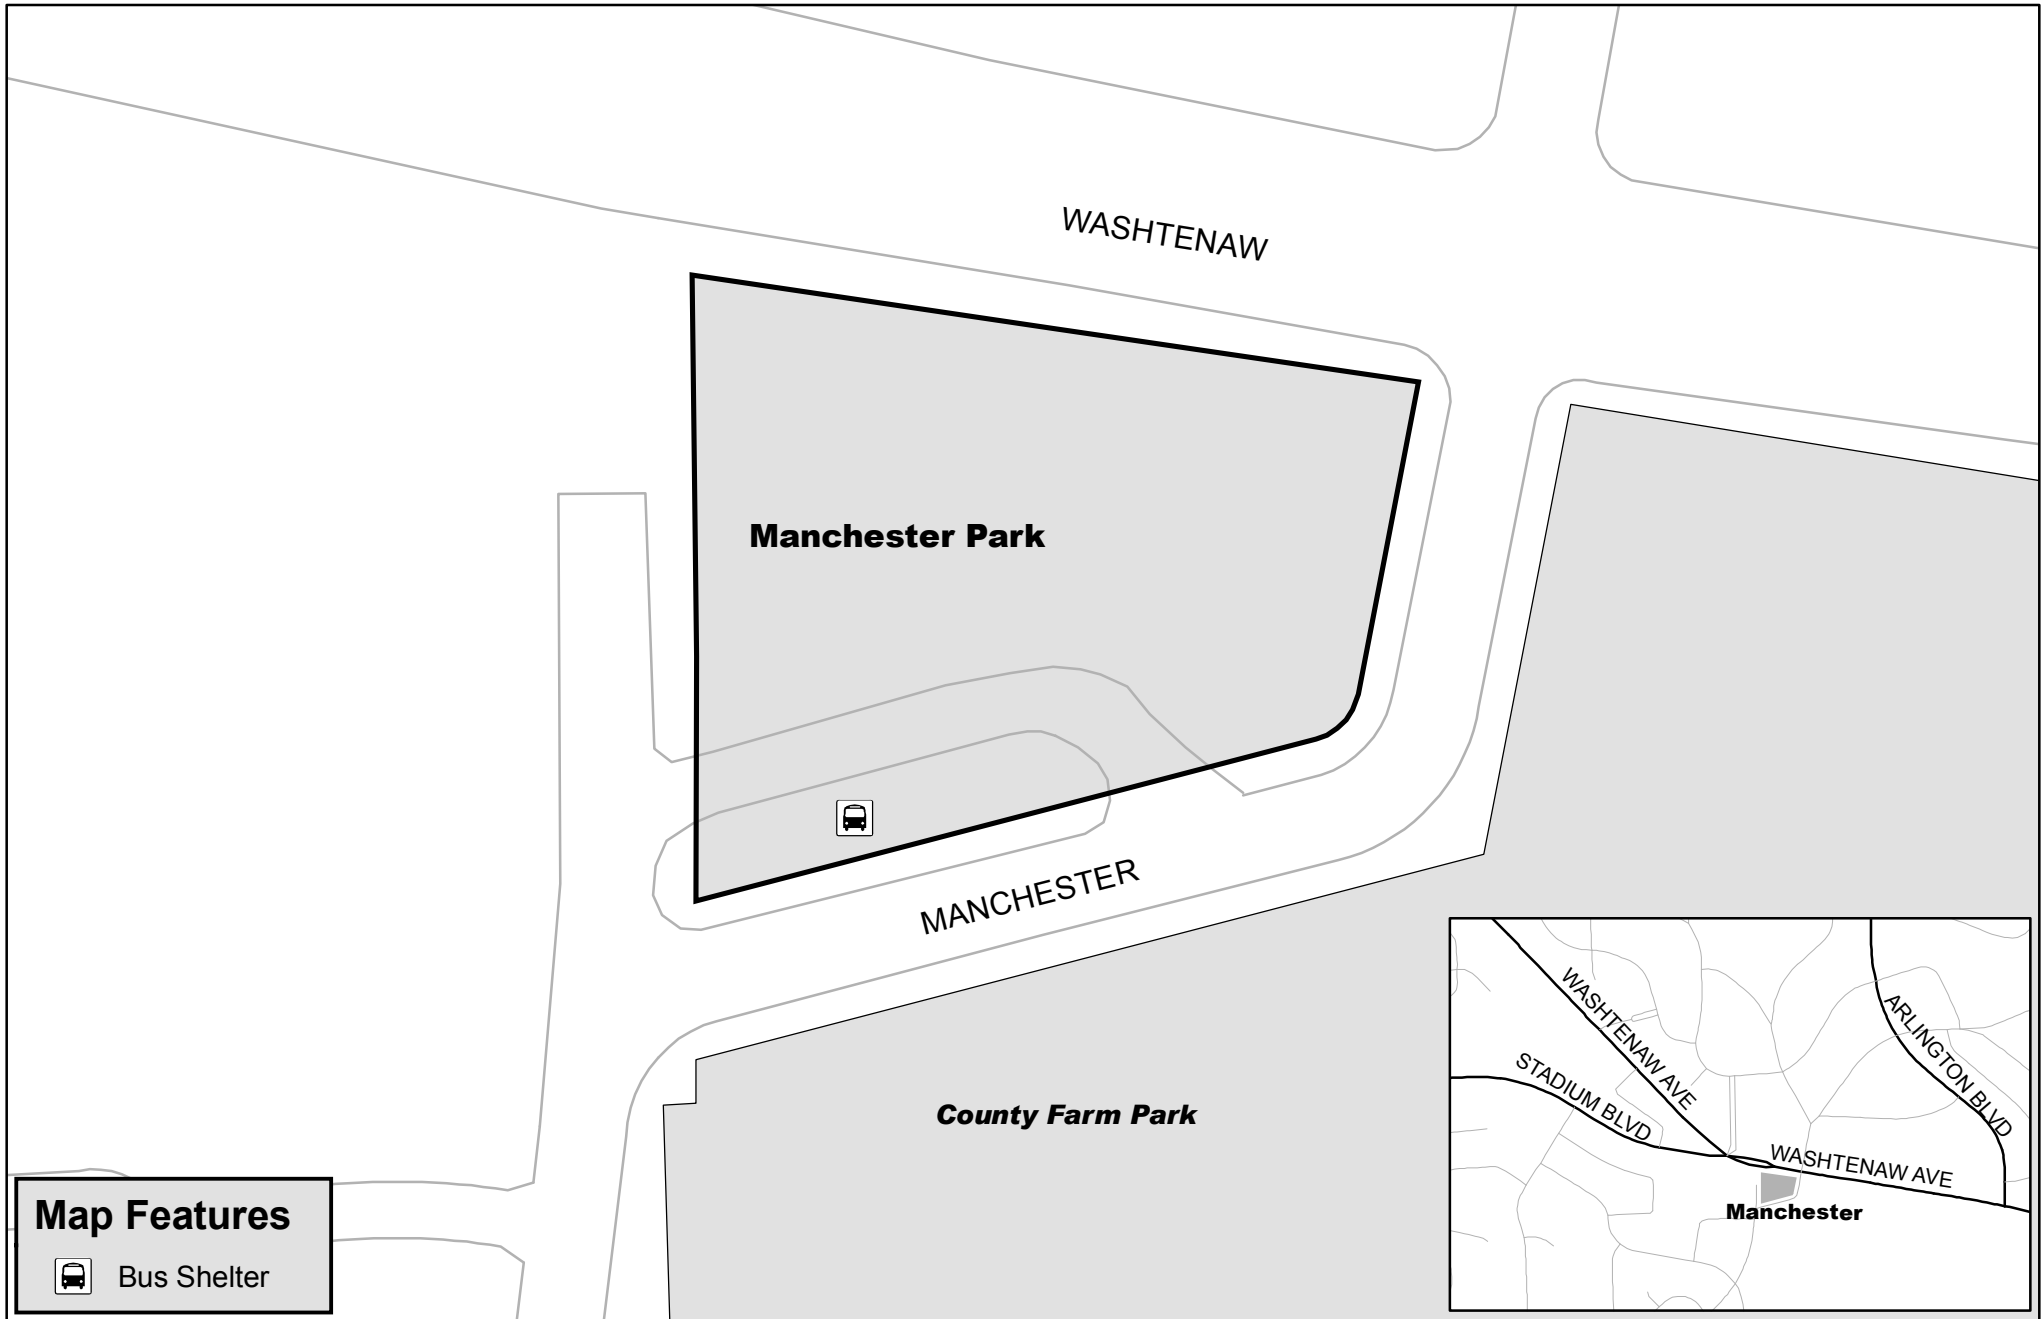 WASHTENAW
Manchester Park
MANCHESTER
County Farm Park
Map Features
Bus Shelter
WASHTENAW AVE
ARLINGTON BLVD
STADIUM BLVD
WASHTENAW AVE
Manchester